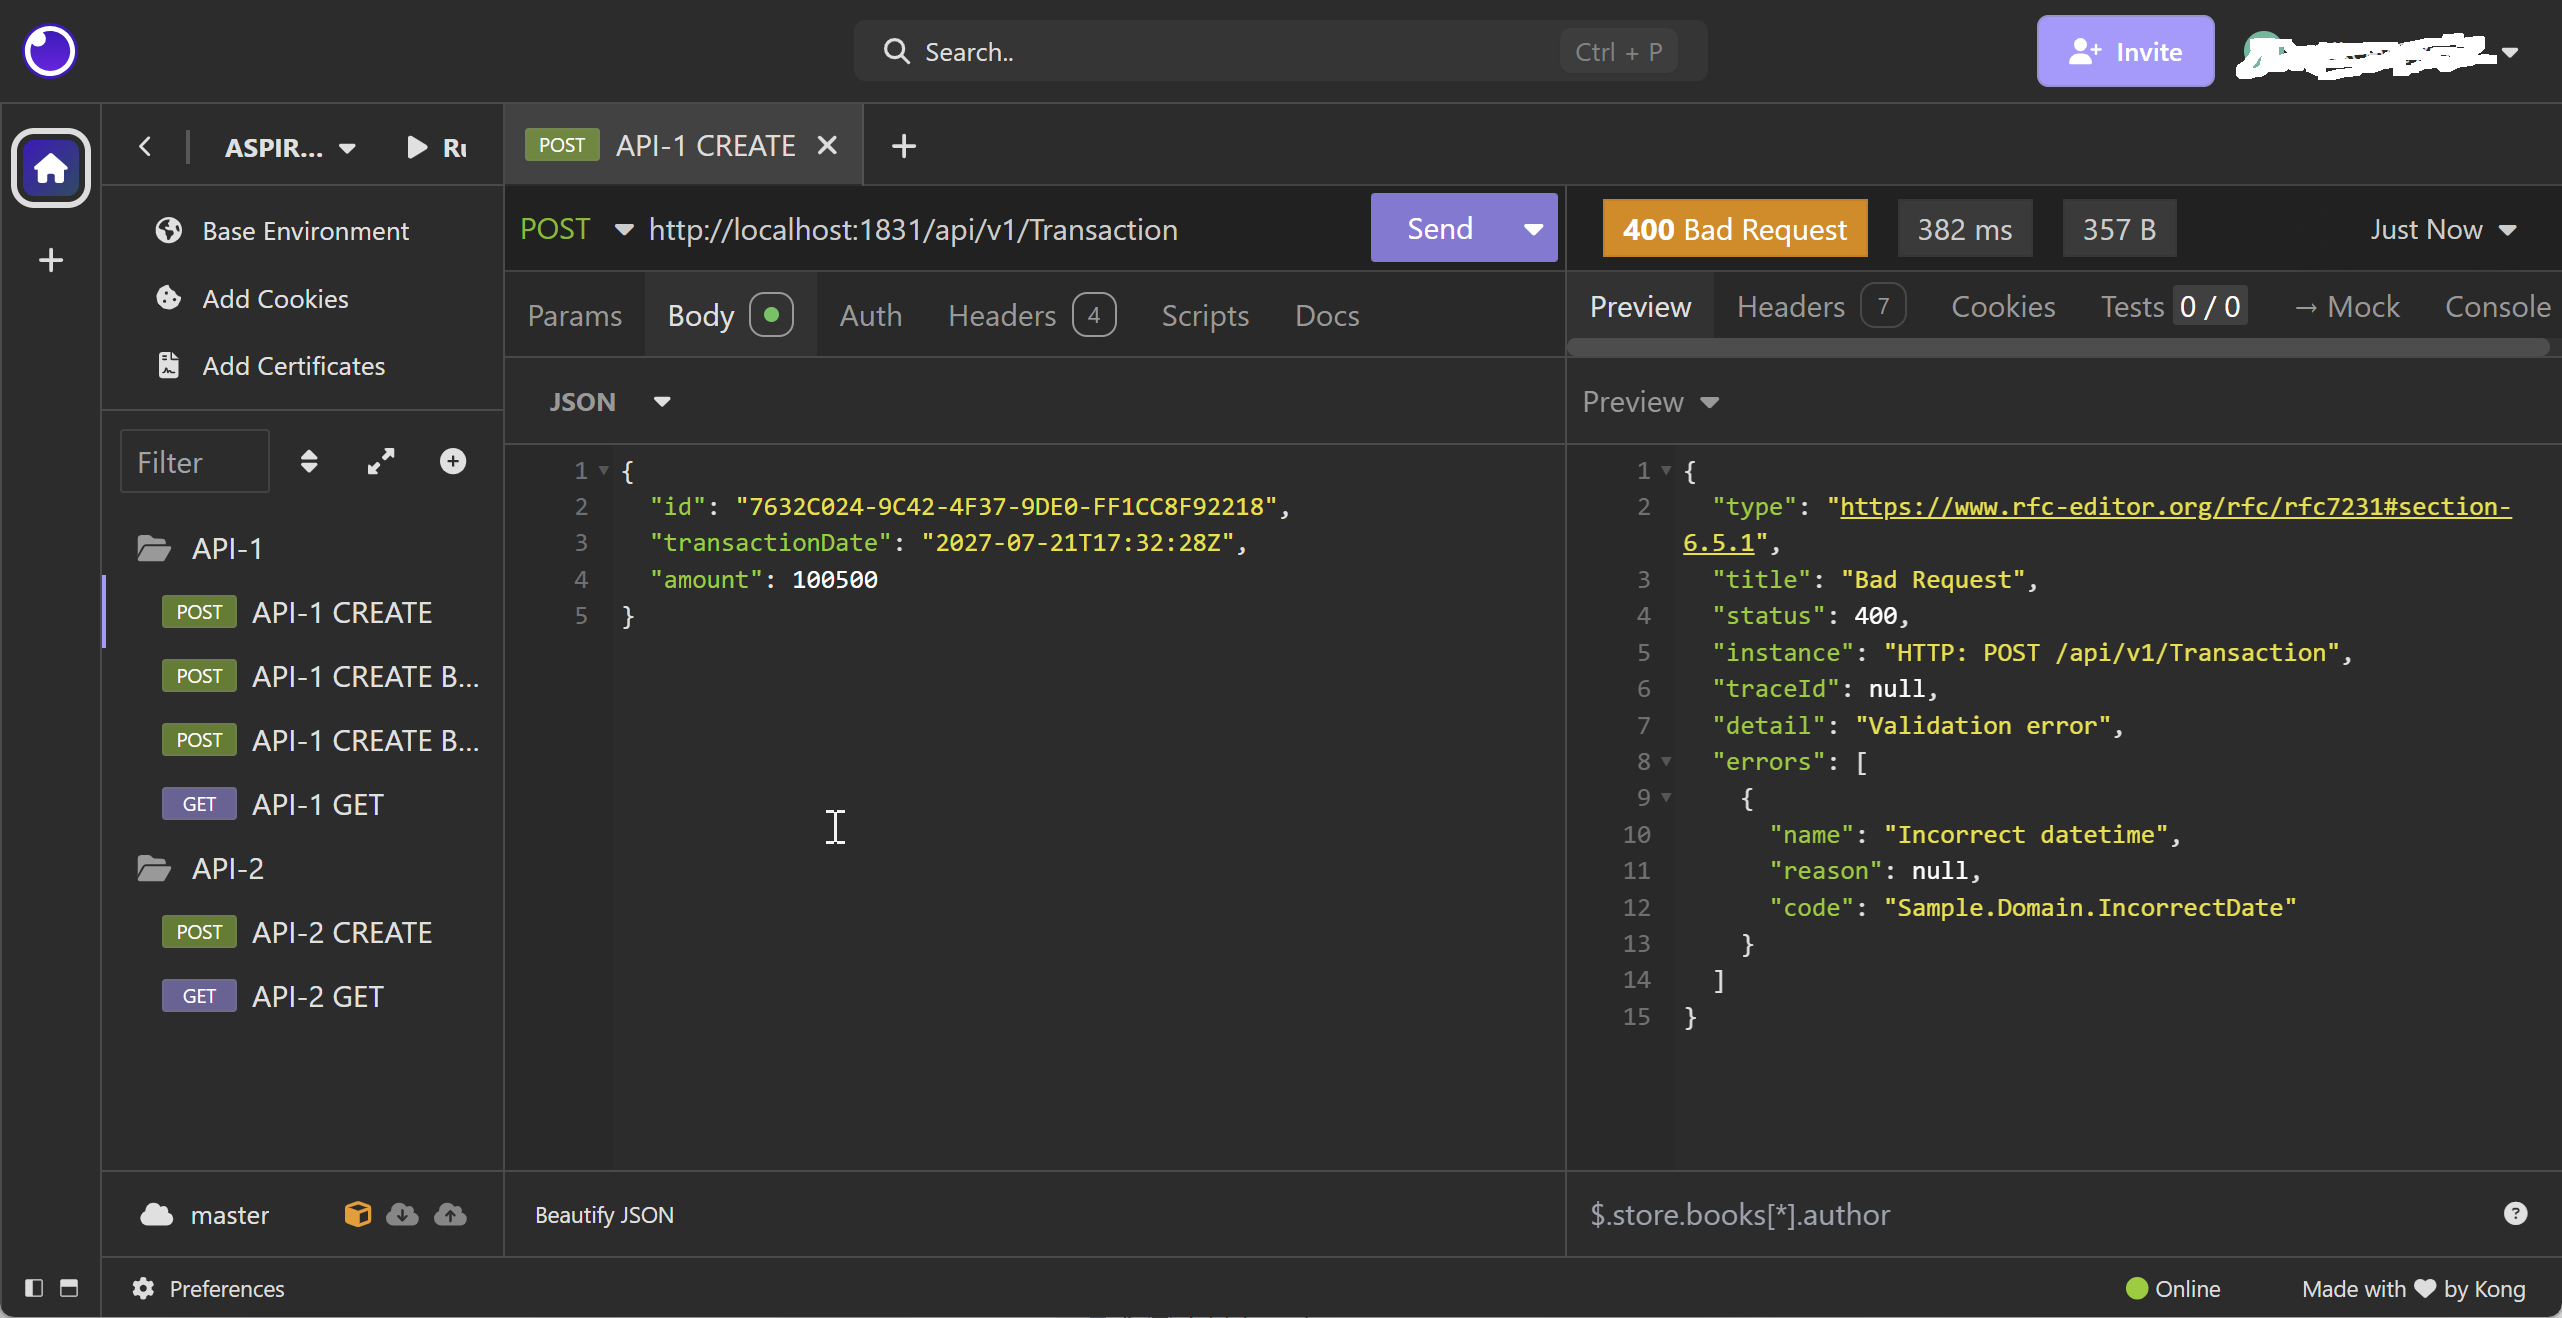 Search..
Ctrl + P
Invite
ASPIR...
POST API-1 CREATE
Base Environment
Add Cookies
Add Certificates
Filter
API-1
POST API-1 CREATE
POST API-1 CREATE B...
POST API-1 CREATE B...
GET API-1 GET
API-2
POST API-2 CREATE
GET API-2 GET
master
POST http://localhost:1831/api/v1/Transaction
Send
Params Body Auth Headers 4 Scripts Docs
JSON
1 {
2 "id": "7632C024-9C42-4F37-9DE0-FF1CC8F92218",
3 "transactionDate": "2027-07-21T17:32:28Z",
4 "amount": 100500
5 }
Beautify JSON
400 Bad Request 382 ms 357 B Just Now
Preview Headers 7 Cookies Tests 0 / 0 → Mock Console
Preview
1 {
2 "type": "https://www.rfc-editor.org/rfc/rfc7231#section-
6.5.1",
3 "title": "Bad Request",
4 "status": 400,
5 "instance": "HTTP: POST /api/v1/Transaction",
6 "traceId": null,
7 "detail": "Validation error",
8 "errors": [
9 {
10 "name": "Incorrect datetime",
11 "reason": null,
12 "code": "Sample.Domain.IncorrectDate"
13 }
14 ]
15 }
$.store.books[*].author
Preferences
Online
Made with ♥ by Kong